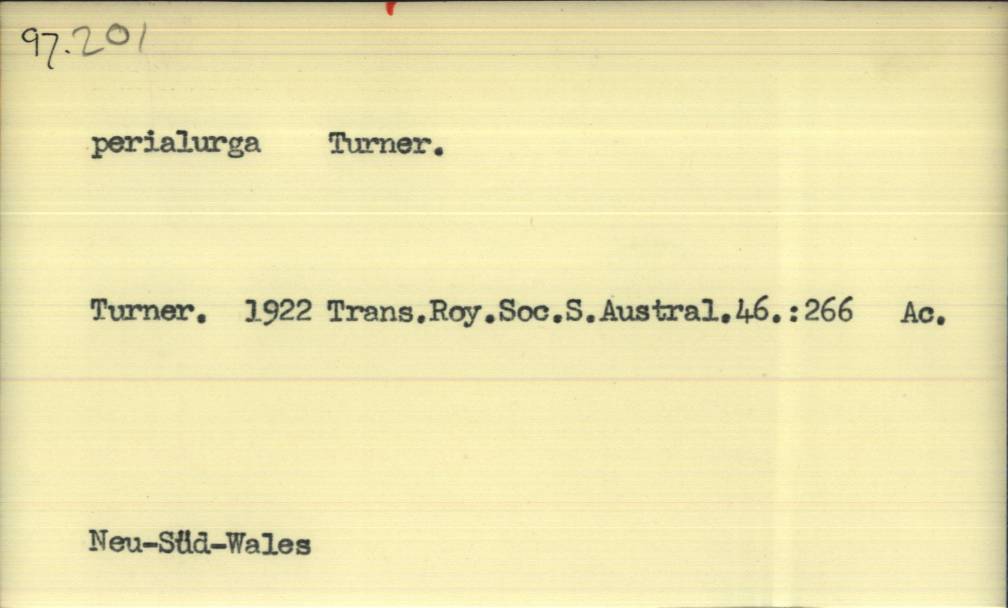 97.201
perialurga Turner.
Turner. 1922 Trans.Roy.Soc.S.Austral.46.:266 Ac.
Neu-Süd-Wales